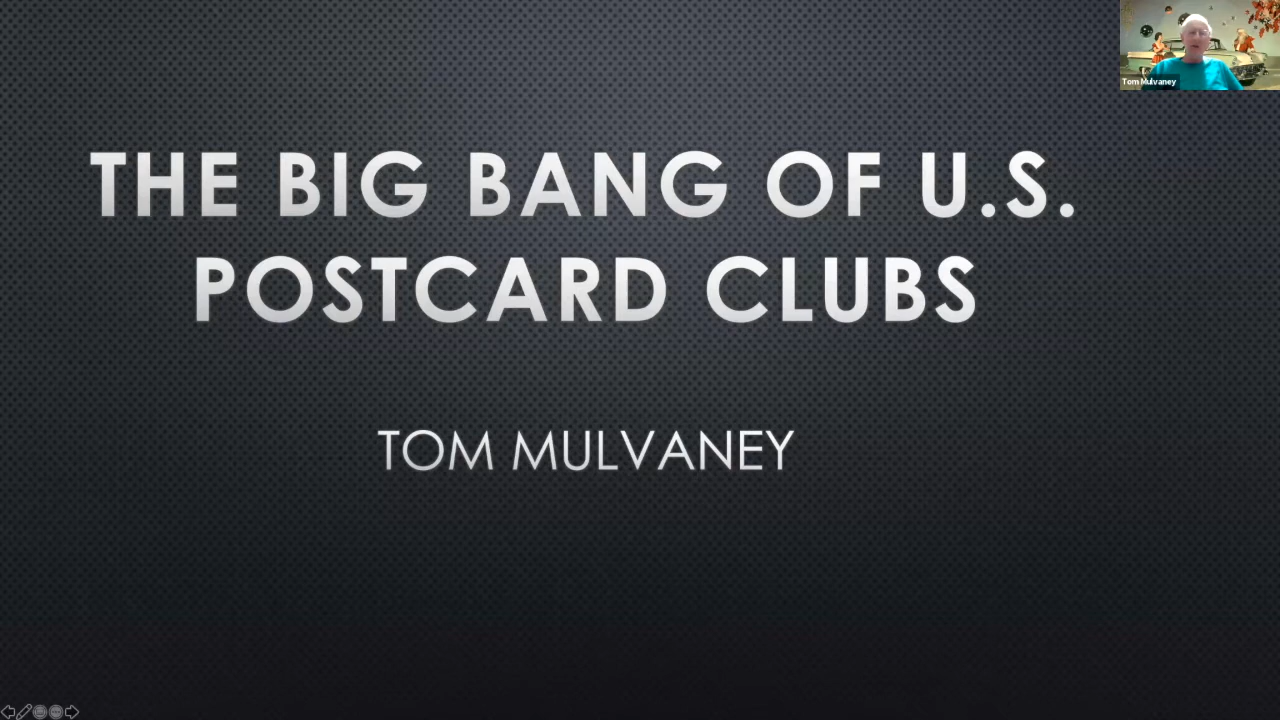 THE BIG BANG OF U.S.
POSTCARD CLUBS
TOM MULVANEY
Tom Mulvaney